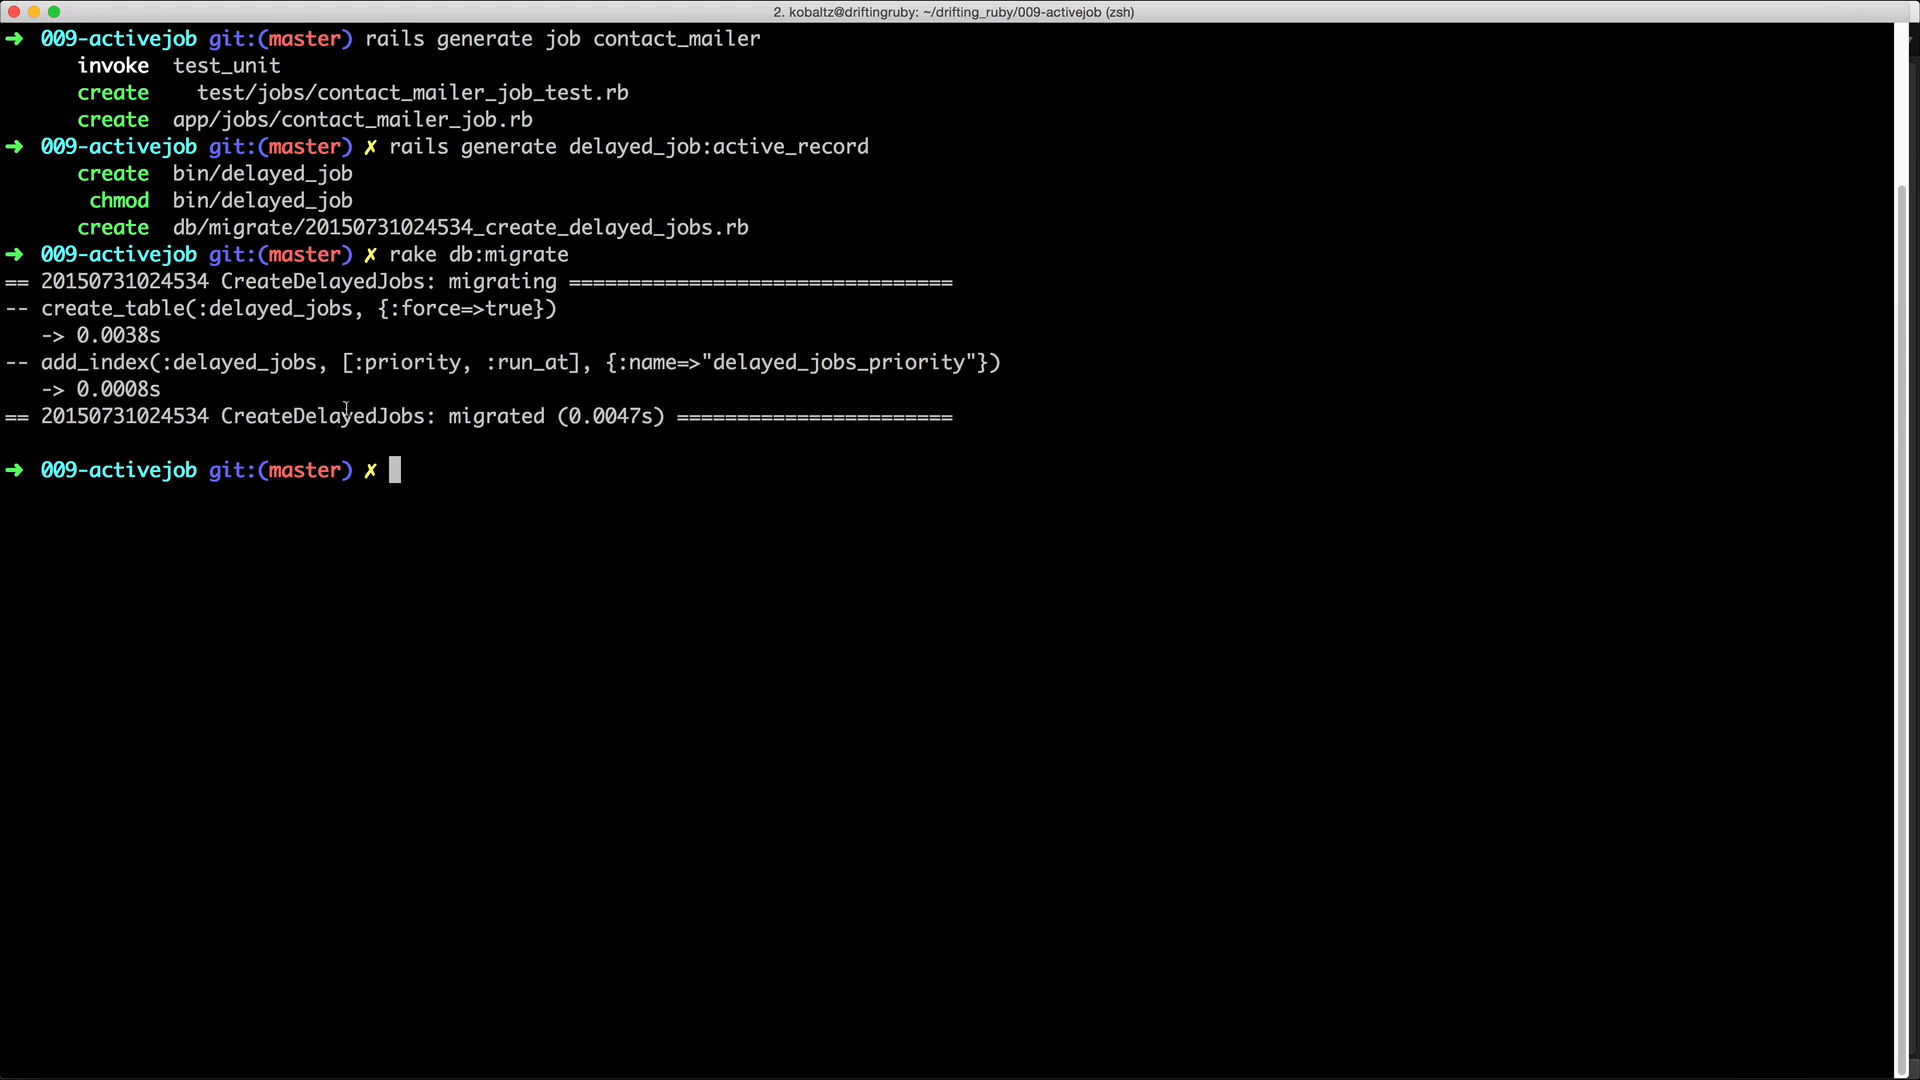 2. kobaltz@driftingruby: ~/drifting_ruby/009-activejob (zsh)
➜ 009-activejob git:(master) rails generate job contact_mailer
invoke test_unit
create test/jobs/contact_mailer_job_test.rb
create app/jobs/contact_mailer_job.rb
➜ 009-activejob git:(master) ✗ rails generate delayed_job:active_record
create bin/delayed_job
chmod bin/delayed_job
create db/migrate/20150731024534_create_delayed_jobs.rb
➜ 009-activejob git:(master) ✗ rake db:migrate
== 20150731024534 CreateDelayedJobs: migrating ================================
-- create_table(:delayed_jobs, {:force=>true})
-> 0.0038s
-- add_index(:delayed_jobs, [:priority, :run_at], {:name=>"delayed_jobs_priority"})
-> 0.0008s
== 20150731024534 CreateDelayedJobs: migrated (0.0047s) =======================
➜ 009-activejob git:(master) ✗